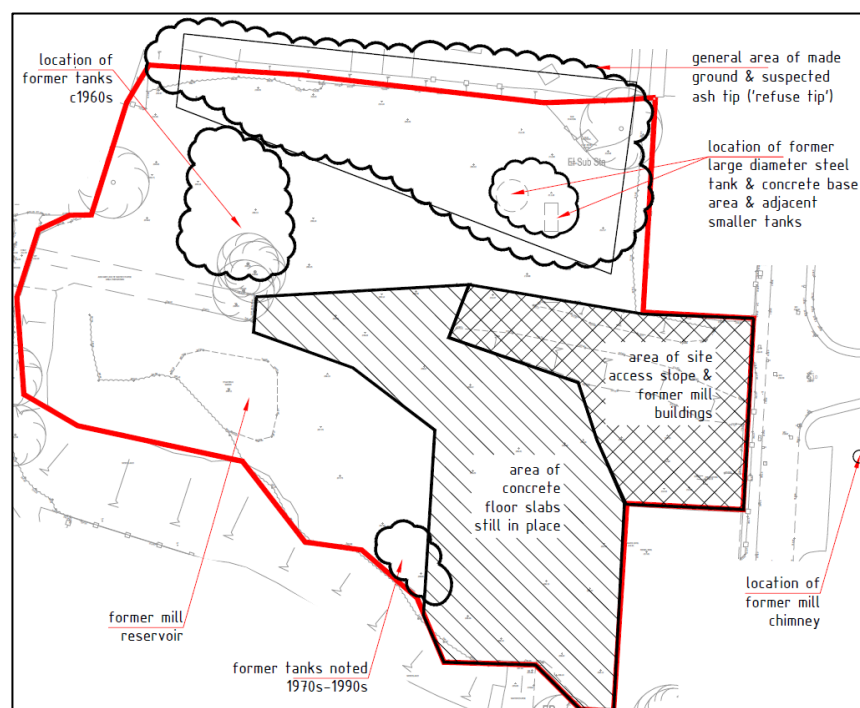 location of
former tanks
c1960s
general area of made
ground & suspected
ash tip ('refuse tip')
El Sub Sta
location of former
large diameter steel
tank & concrete base
area & adjacent
smaller tanks
area of site
access slope &
former mill
buildings
area of
concrete
floor slabs
still in place
former mill
reservoir
former tanks noted
1970s-1990s
location of
former mill
chimney